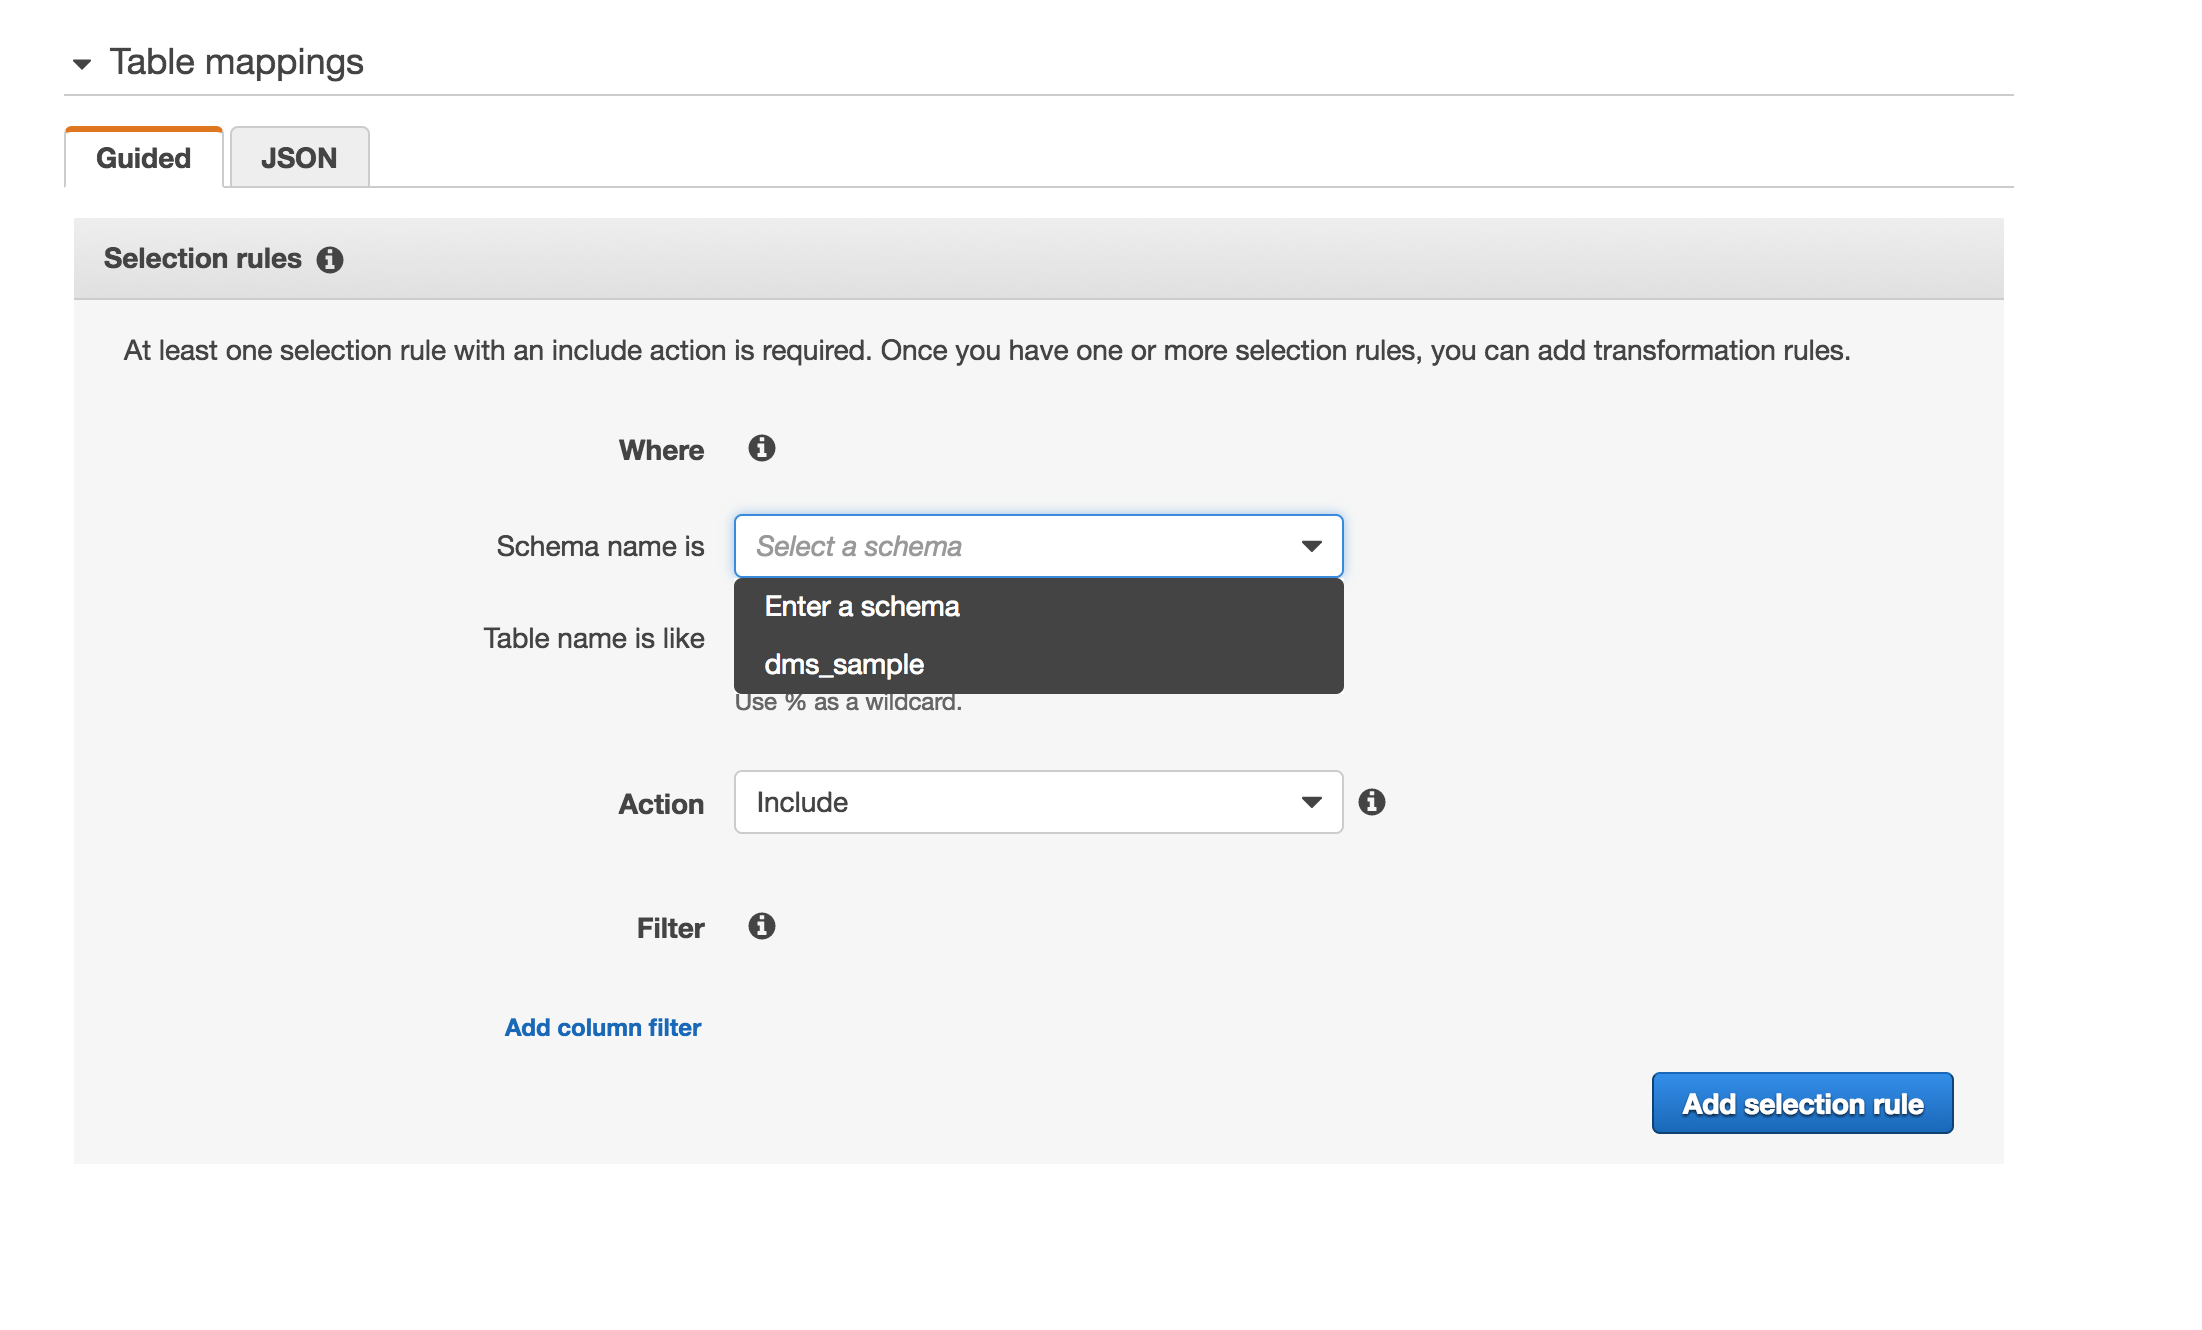 Table mappings
Guided
JSON
Selection rules
At least one selection rule with an include action is required. Once you have one or more selection rules, you can add transformation rules.
Where
Schema name is
Select a schema
Enter a schema
Table name is like
dms_sample
Use % as a wildcard.
Action
Include
Filter
Add column filter
Add selection rule